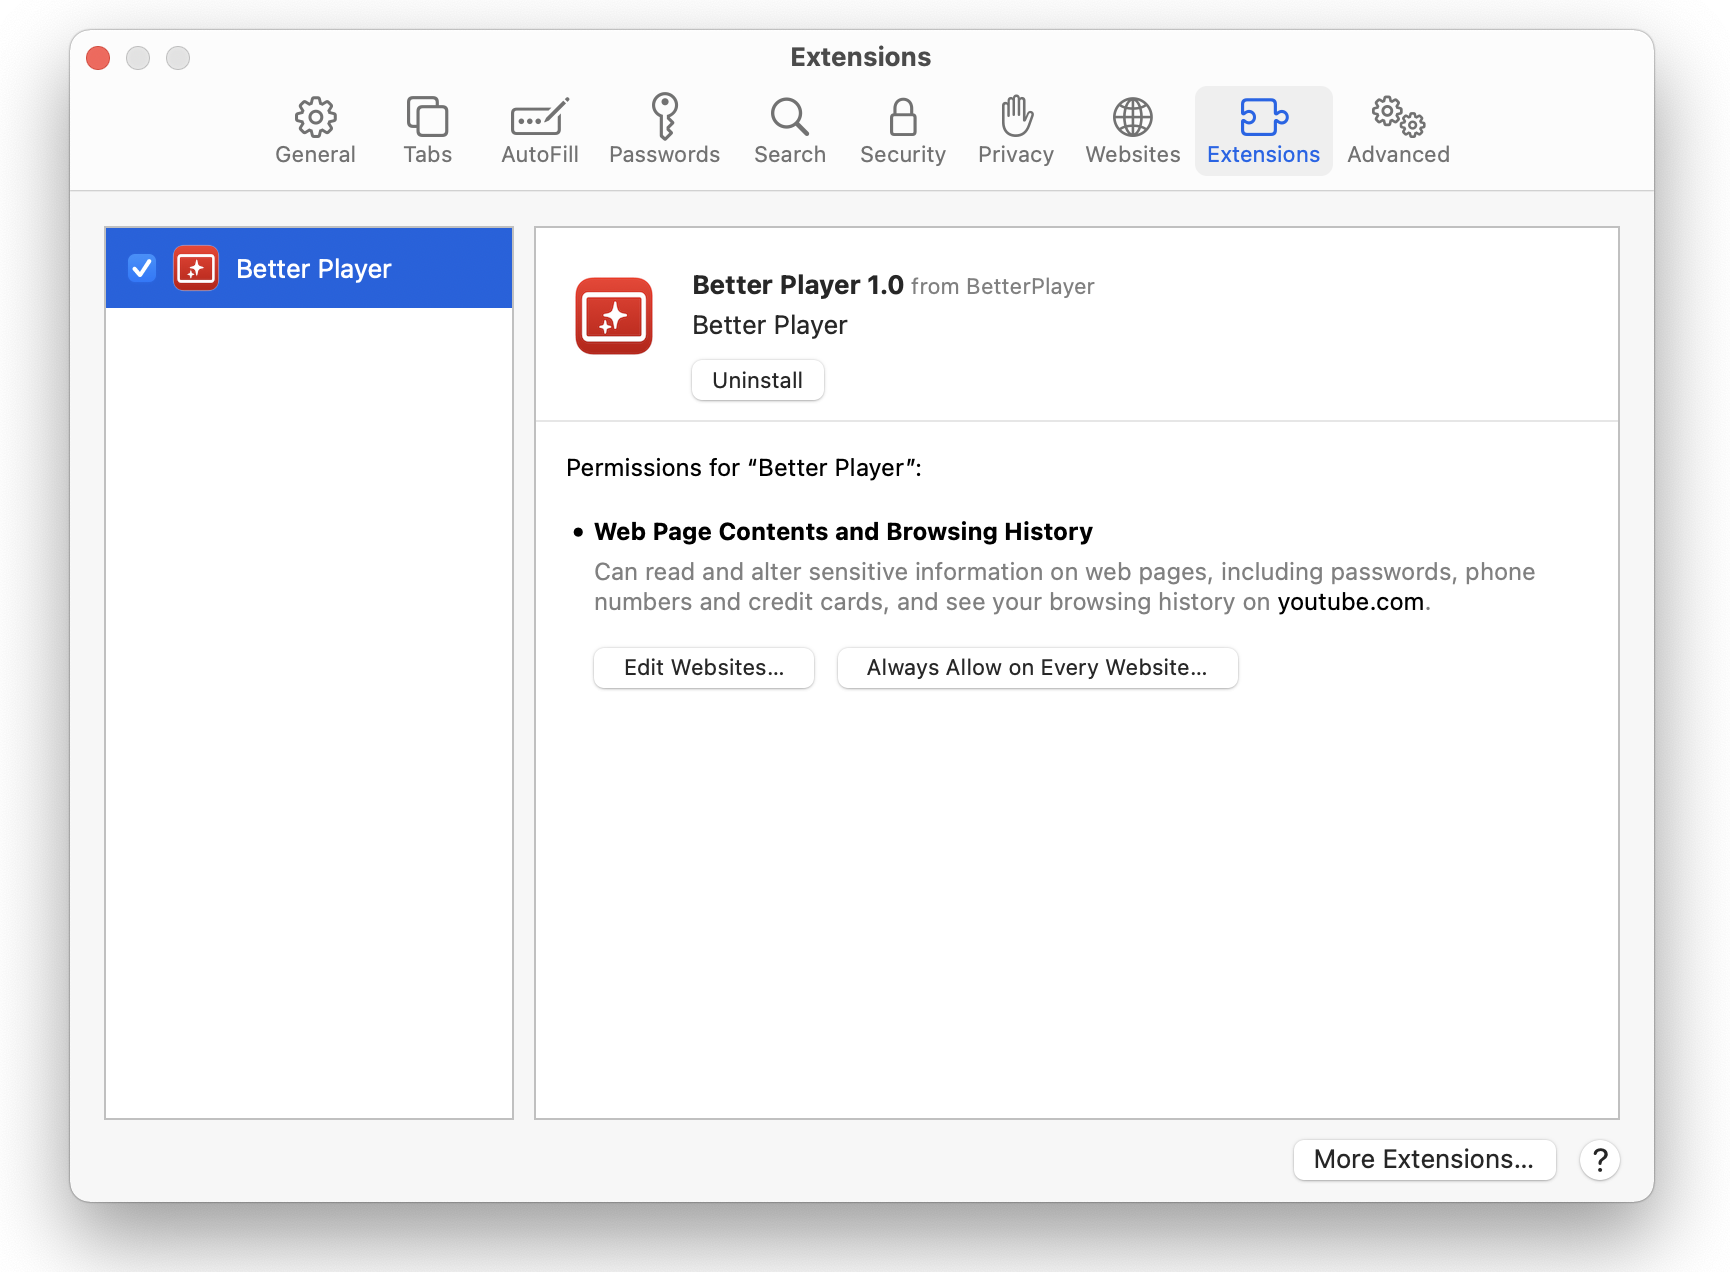 Extensions
General
Tabs
AutoFill
Passwords
Search
Security
Privacy
Websites
Extensions
Advanced
Better Player
Better Player 1.0 from BetterPlayer
Better Player
Uninstall
Permissions for “Better Player”:
• Web Page Contents and Browsing History
Can read and alter sensitive information on web pages, including passwords, phone
numbers and credit cards, and see your browsing history on youtube.com.
Edit Websites...
Always Allow on Every Website...
More Extensions...
?